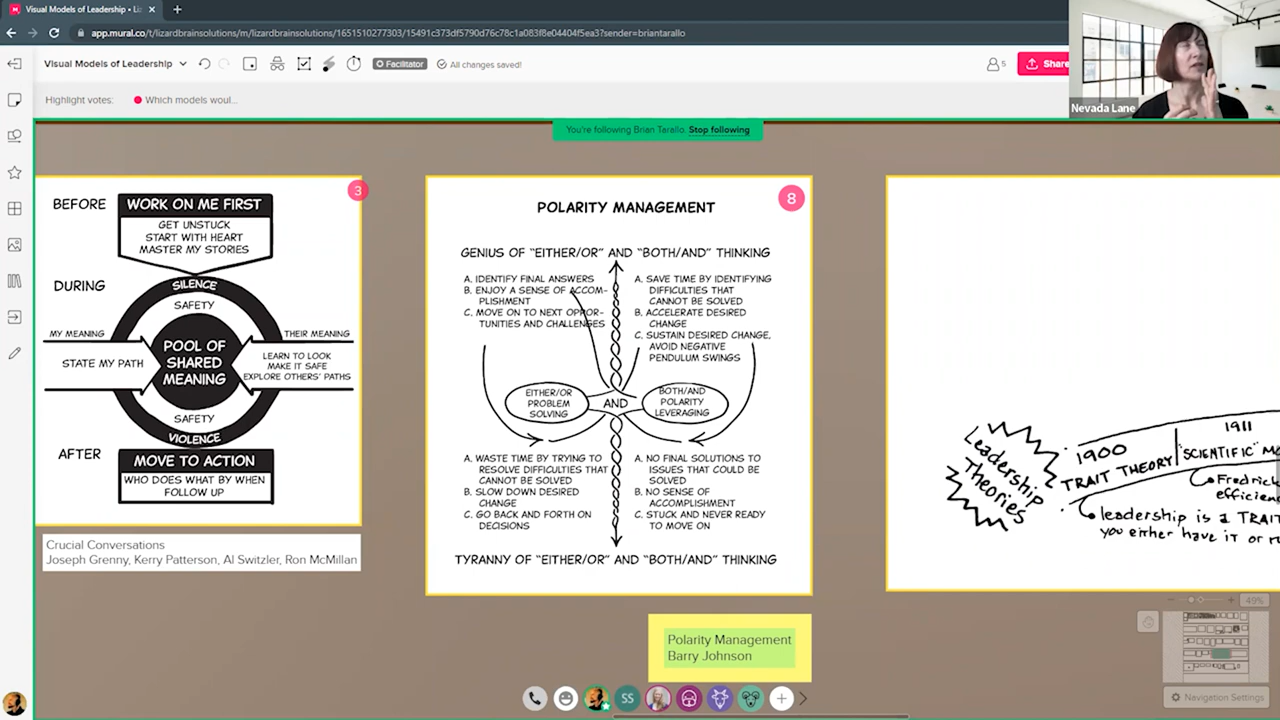 Visual Models of Leadership • Li
app.mural.co/t/lizardbrainsolutions/m/lizardbrainsolutions/1651510277303/15491c373df5790d76c78c1a083f8e04404f5ea3?sender=briantarallo
Visual Models of Leadership
Facilitator
All changes saved!
5
Share
Nevada Lane
Highlight votes:
Which models wou...
You're following Brian Tarallo. Stop following
3
BEFORE
WORK ON ME FIRST
GET UNSTUCK
START WITH HEART
MASTER MY STORIES
DURING
SILENCE
SAFETY
MY MEANING
THEIR MEANING
STATE MY PATH
POOL OF
SHARED
MEANING
LEARN TO LOOK
MAKE IT SAFE
EXPLORE OTHERS' PATHS
SAFETY
VIOLENCE
AFTER
MOVE TO ACTION
WHO DOES WHAT BY WHEN
FOLLOW UP
Crucial Conversations
Joseph Grenny, Kerry Patterson, Al Switzler, Ron McMillan
8
POLARITY MANAGEMENT
GENIUS OF "EITHER/OR" AND "BOTH/AND" THINKING
A. IDENTIFY FINAL ANSWERS
B. ENJOY A SENSE OF ACCOM-
PLISHMENT
C. MOVE ON TO NEXT OPPOR-
TUNITIES AND CHALLENGES
A. SAVE TIME BY IDENTIFYING
DIFFICULTIES THAT
CANNOT BE SOLVED
B. ACCELERATE DESIRED
CHANGE
C. SUSTAIN DESIRED CHANGE,
AVOID NEGATIVE
PENDULUM SWINGS
EITHER/OR
PROBLEM
SOLVING
AND
BOTH/AND
POLARITY
LEVERAGING
A. WASTE TIME BY TRYING TO
RESOLVE DIFFICULTIES THAT
CANNOT BE SOLVED
B. SLOW DOWN DESIRED
CHANGE
C. GO BACK AND FORTH ON
DECISIONS
A. NO FINAL SOLUTIONS TO
ISSUES THAT COULD BE
SOLVED
B. NO SENSE OF
ACCOMPLISHMENT
C. STUCK AND NEVER READY
TO MOVE ON
TYRANNY OF "EITHER/OR" AND "BOTH/AND" THINKING
Polarity Management
Barry Johnson
Leadership
Theories
1900
TRAIT THEORY
1911
"SCIENTIFIC"
Fredrick
efficien
leadership is a TRAIT
you either have it or
49%
SS
Navigation Settings